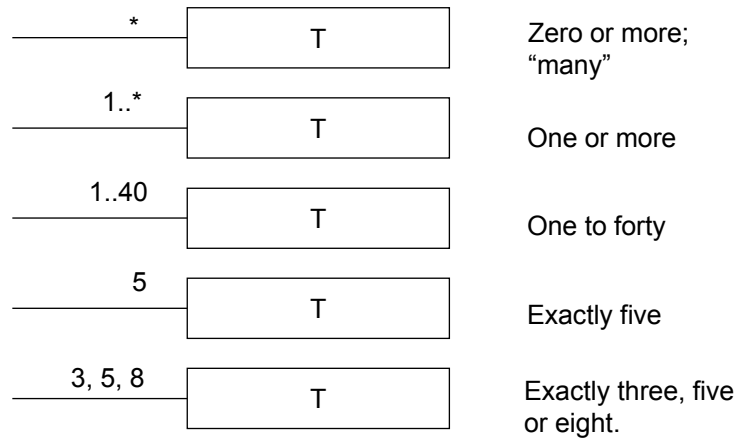 *
T
Zero or more;
“many”
1..*
T
One or more
1..40
T
One to forty
5
T
Exactly five
3, 5, 8
T
Exactly three, five
or eight.